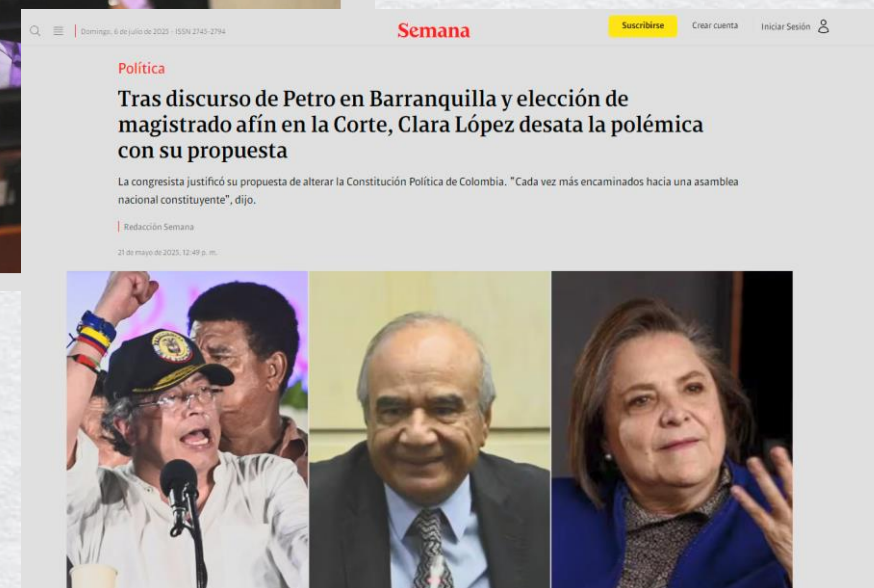 Domingo, 6 de julio de 2025 - ISSN 2745-2794
Semana
Suscribirse
Crear cuenta
Iniciar Sesión
Política
Tras discurso de Petro en Barranquilla y elección de
magistrado afín en la Corte, Clara López desata la polémica
con su propuesta
La congresista justificó su propuesta de alterar la Constitución Política de Colombia. "Cada vez más encaminados hacia una asamblea
nacional constituyente", dijo.
Redacción Semana
21 de mayo de 2025, 12:49 p. m.